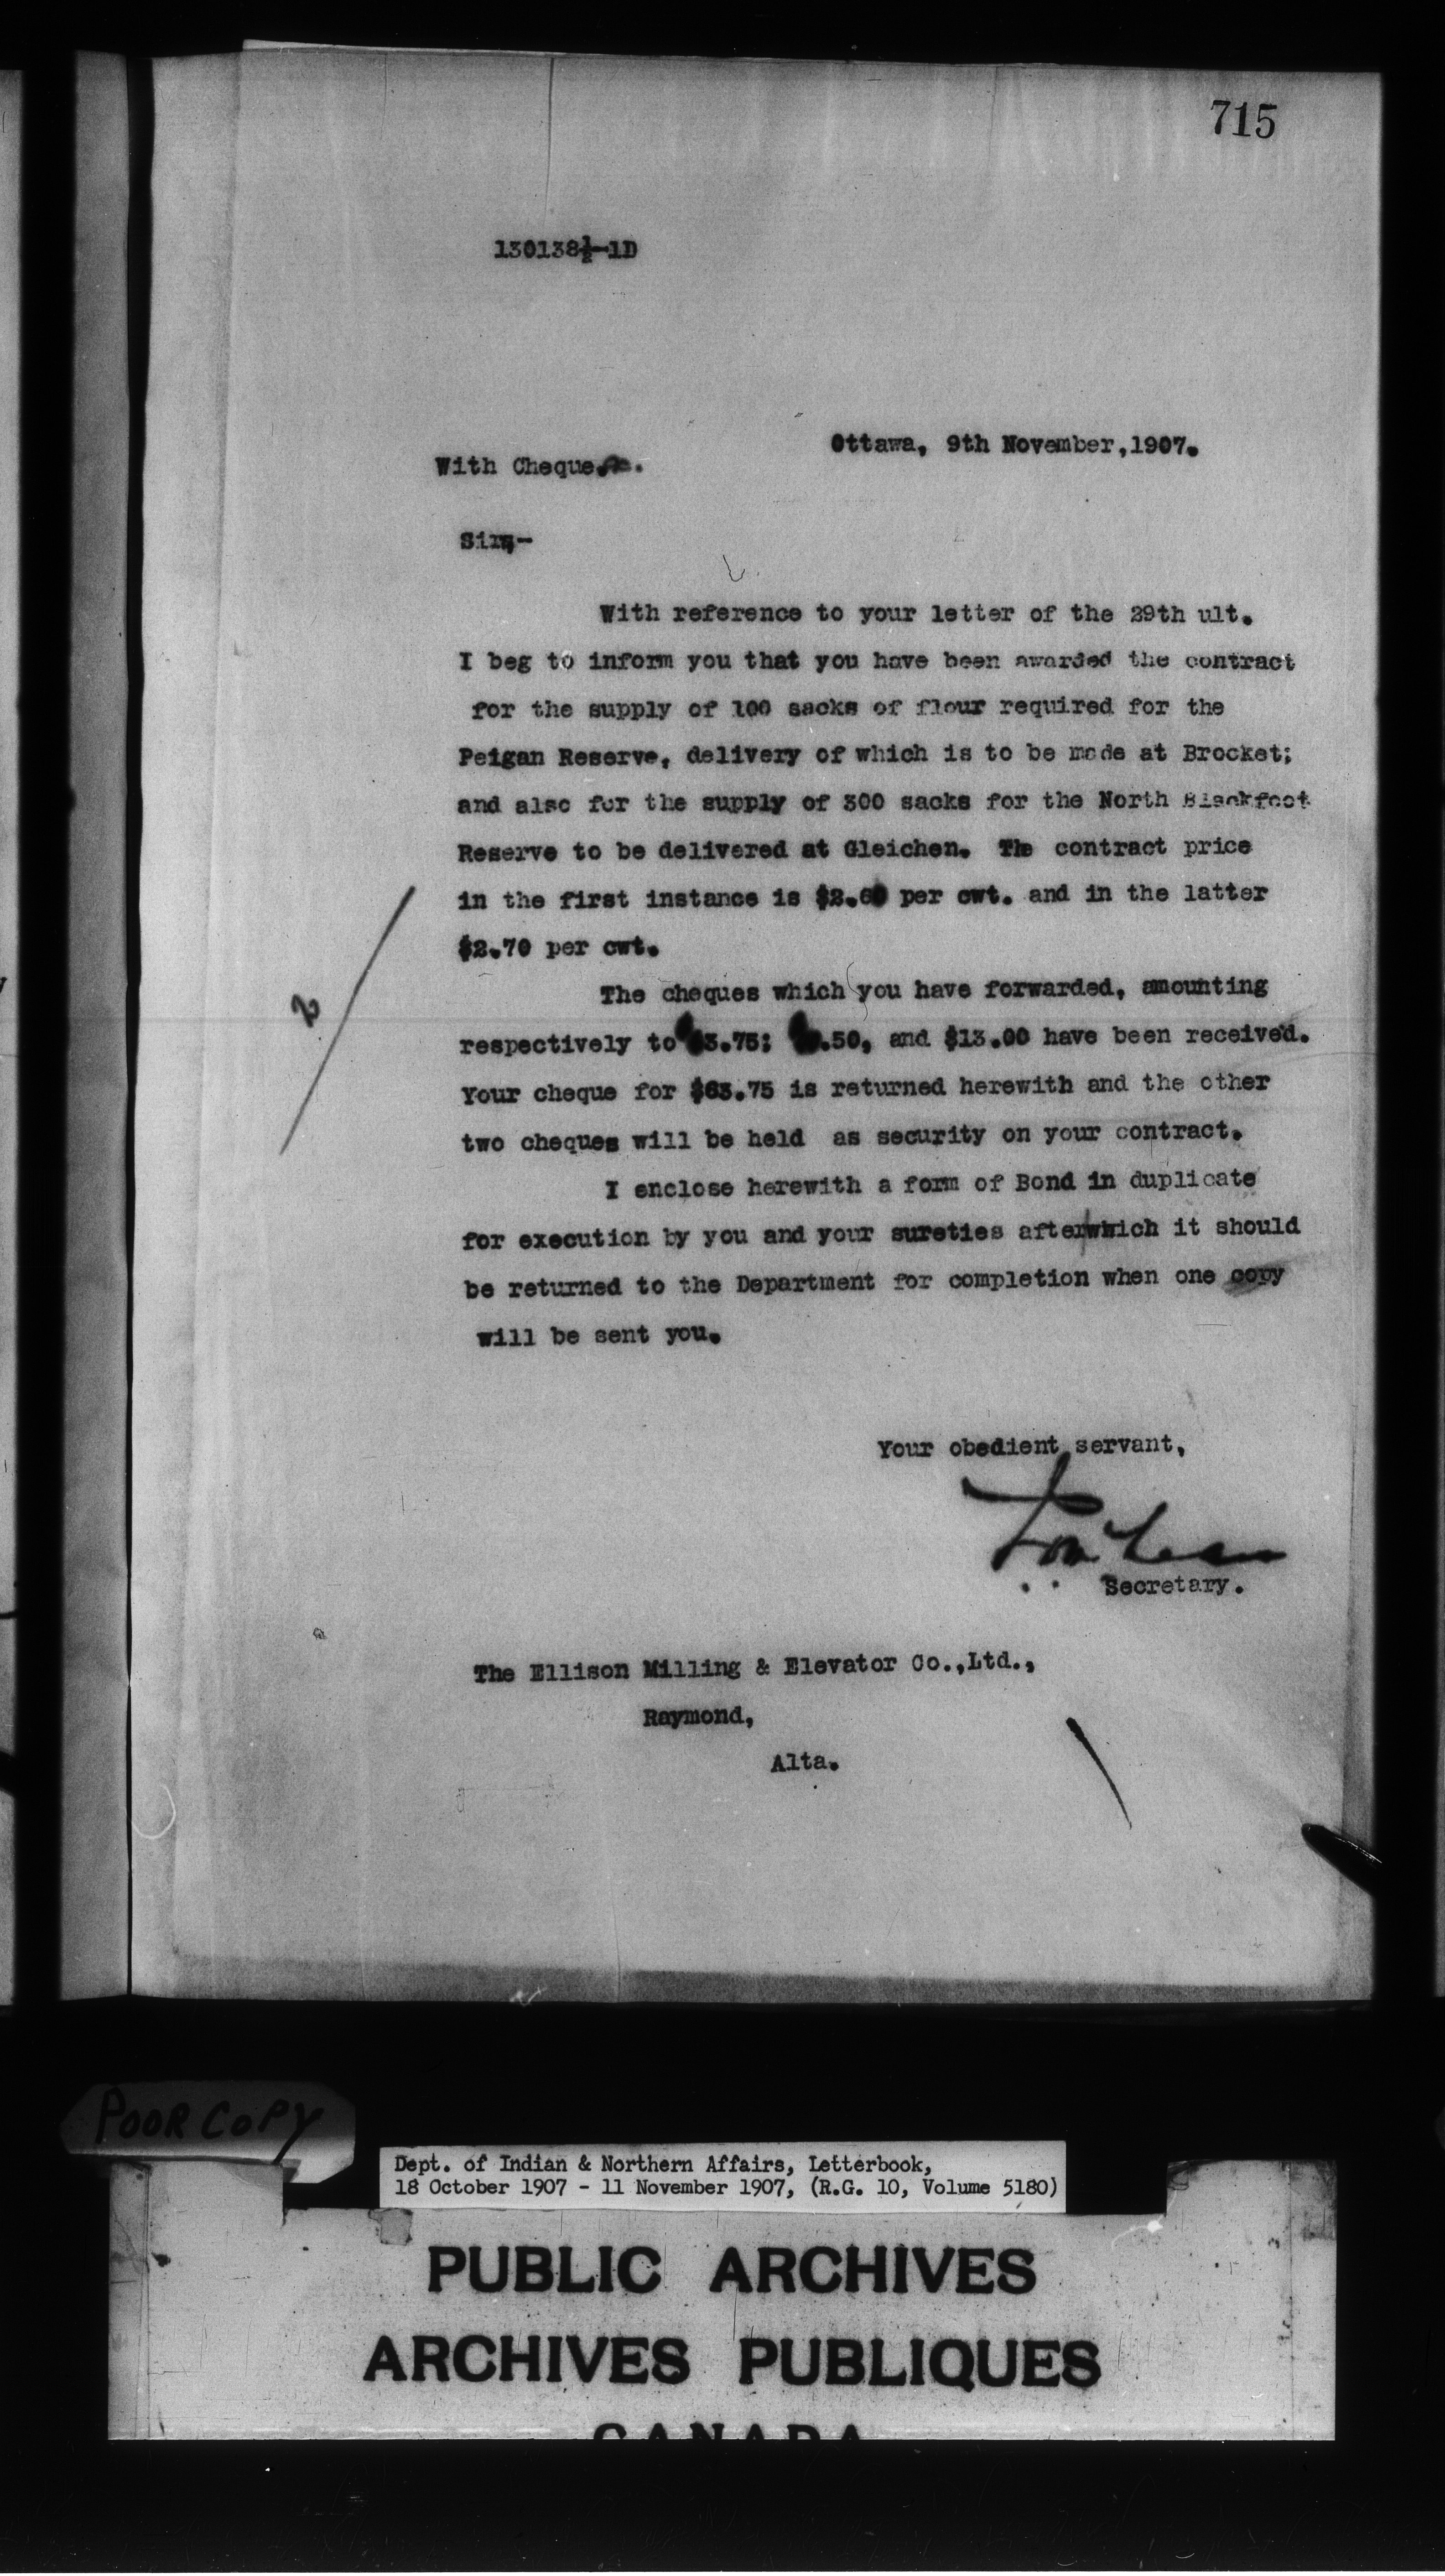 715
130138½-1D
Ottawa, 9th November,1907.
With Cheque.
Sir,-
With reference to your letter of the 29th ult.
I beg to inform you that you have been awarded the contract
for the supply of 100 sacks of flour required for the
Peigan Reserve, delivery of which is to be made at Brocket;
and also for the supply of 300 sacks for the North Blackfoot
Reserve to be delivered at Gleichen. The contract price
in the first instance is $2.60 per cwt. and in the latter
$2.70 per cwt.
The cheques which you have forwarded, amounting
respectively to 3.75; .50, and $13.00 have been received.
Your cheque for $63.75 is returned herewith and the other
two cheques will be held as security on your contract.
I enclose herewith a form of Bond in duplicate
for execution by you and your sureties after which it should
be returned to the Department for completion when one copy
will be sent you.
Your obedient servant,
Secretary.
The Ellison Milling & Elevator Co.,Ltd.,
Raymond,
Alta.
POOR COPY
Dept. of Indian & Northern Affairs, Letterbook,
18 October 1907 - 11 November 1907, (R.G. 10, Volume 5180)
PUBLIC ARCHIVES
ARCHIVES PUBLIQUES
CANADA